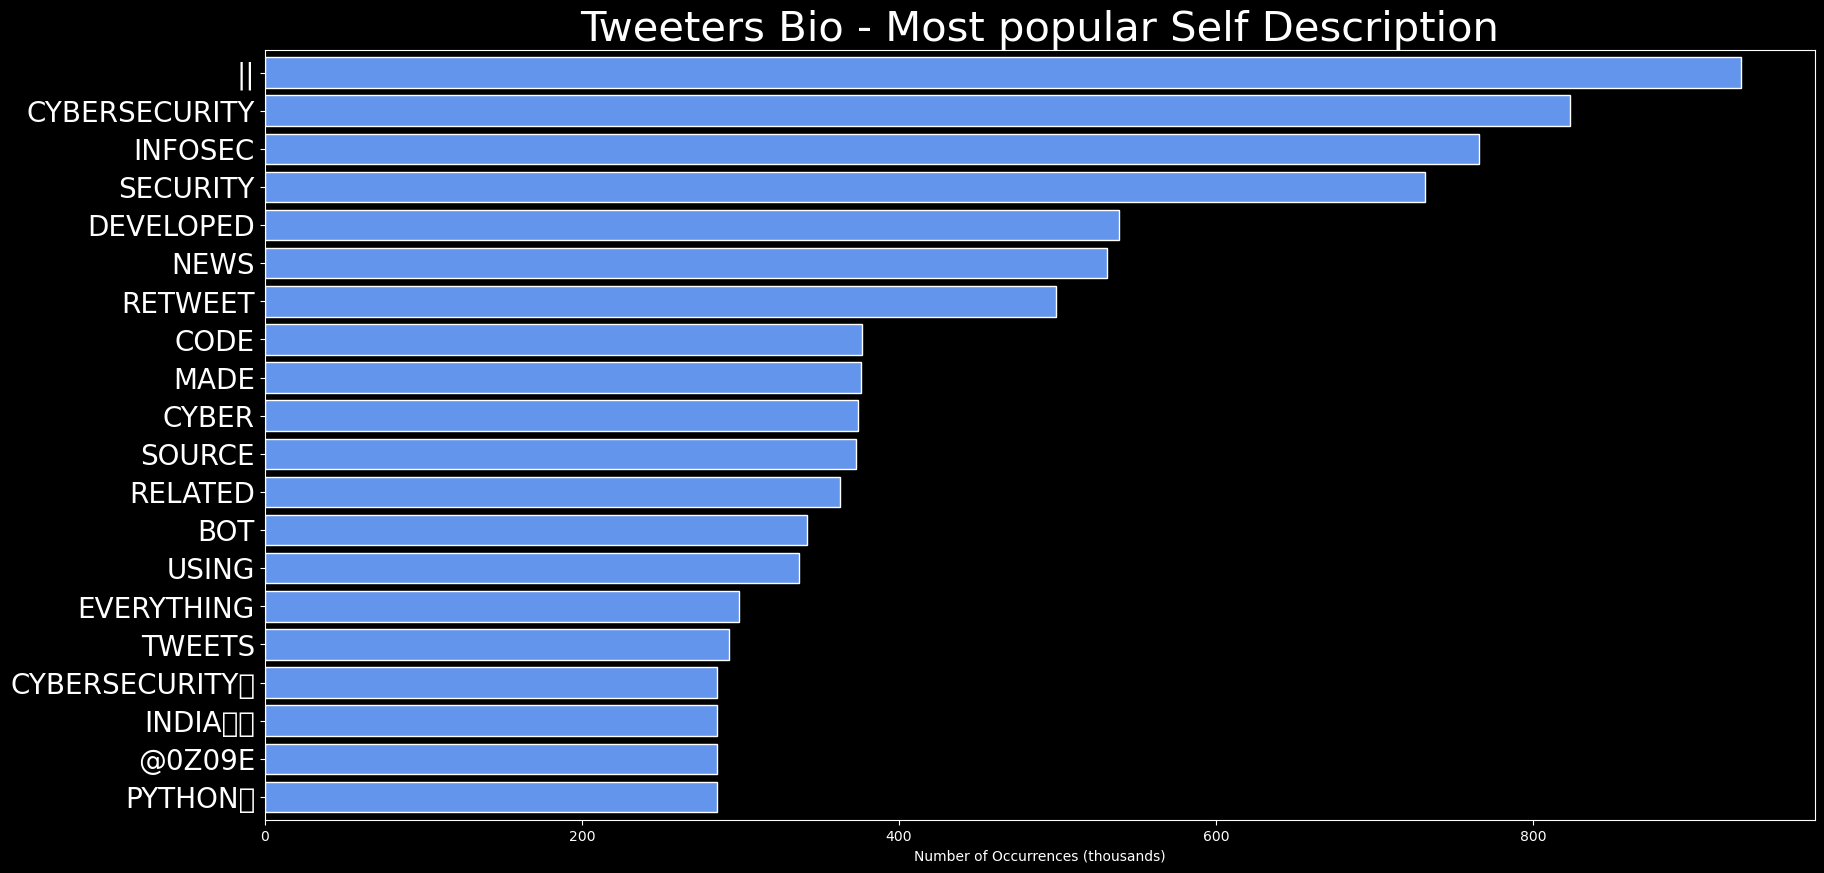 Tweeters Bio - Most popular Self Description
||
CYBERSECURITY
INFOSEC
SECURITY
DEVELOPED
NEWS
RETWEET
CODE
MADE
CYBER
SOURCE
RELATED
BOT
USING
EVERYTHING
TWEETS
CYBERSECURITY▯
INDIA▯▯
@0Z09E
PYTHON▯
0 200 400 600 800
Number of Occurrences (thousands)